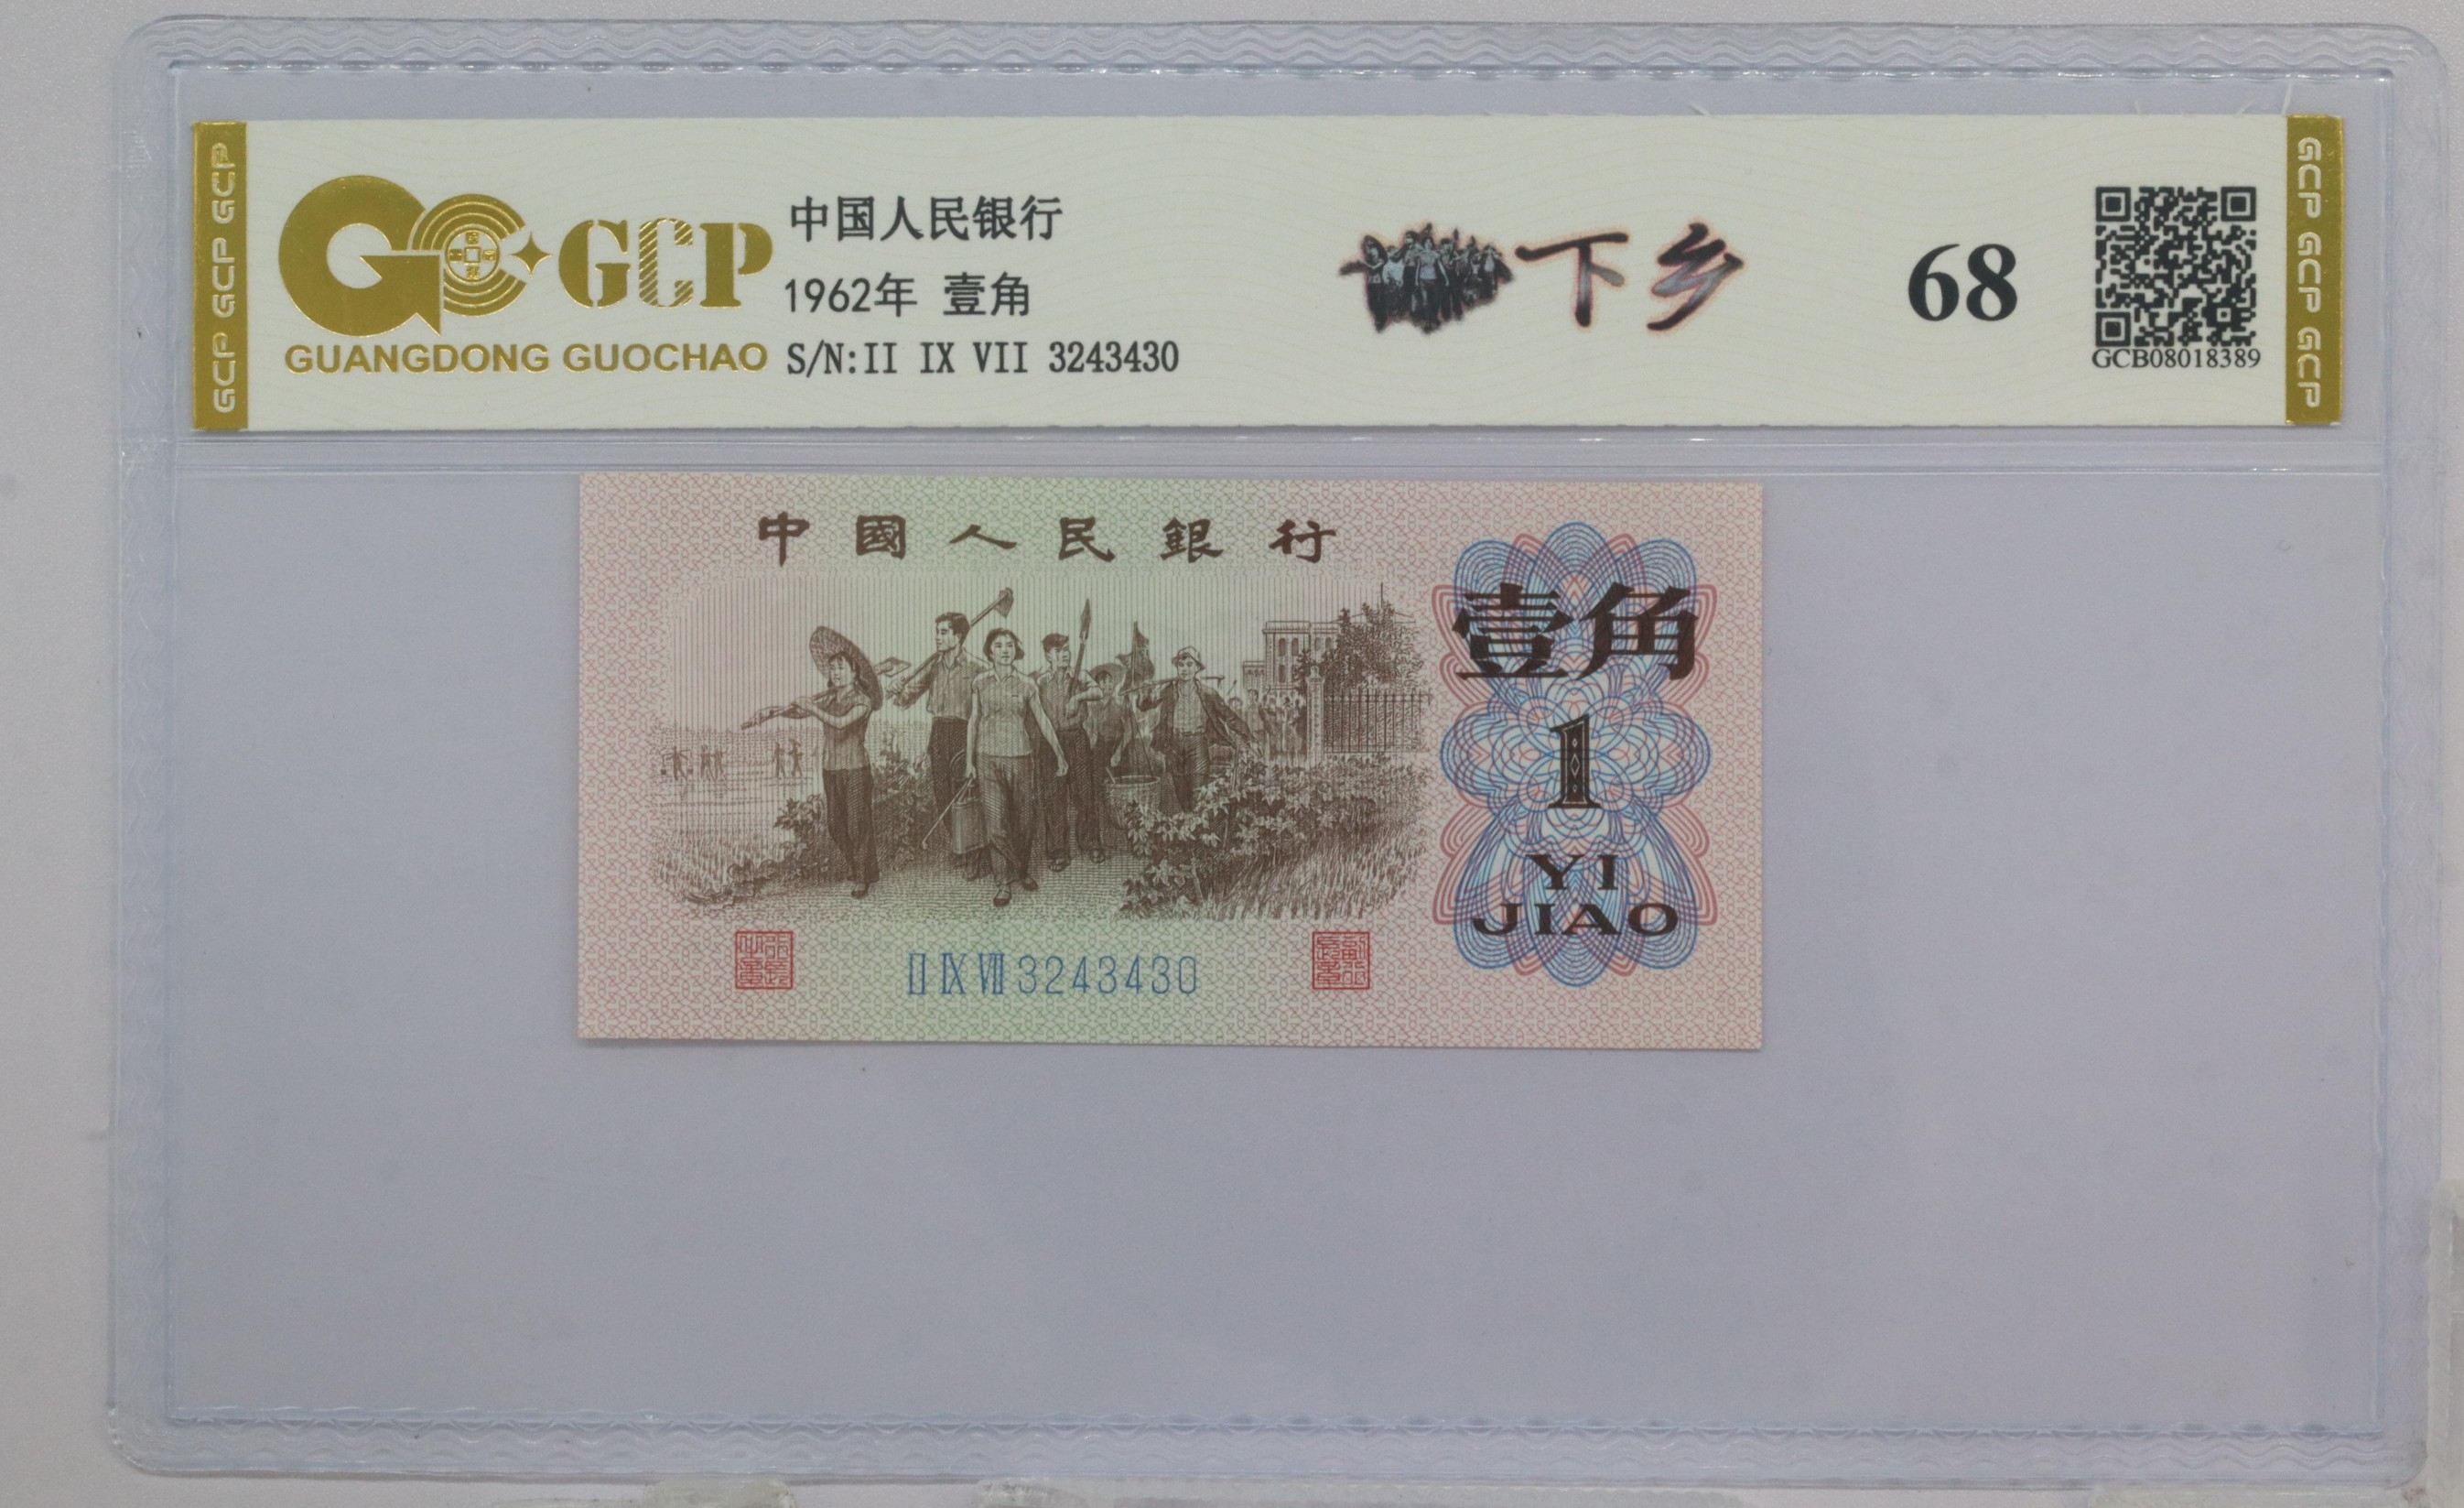 GCP GCP GCP
GCP
GUANGDONG GUOCHAO
中国人民银行
1962年 壹角
S/N:II IX VII 3243430
下乡
68
GCB08018389
GCP GCP GCP
中國人民銀行
壹角
1
YI
JIAO
II IX VII 3243430